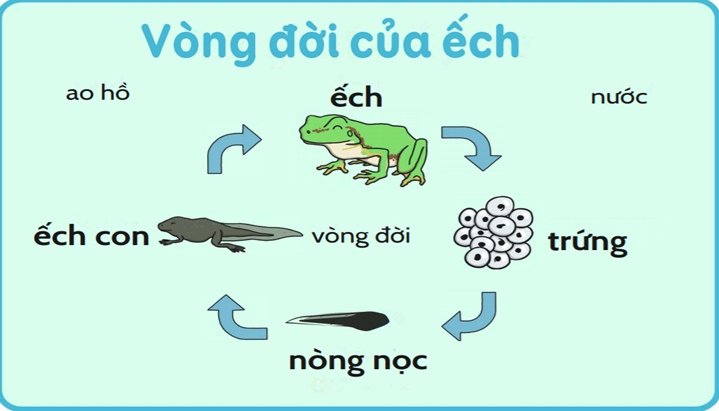 Vòng đời của ếch
ao hồ
ếch
nước
ếch con
vòng đời
trứng
nòng nọc